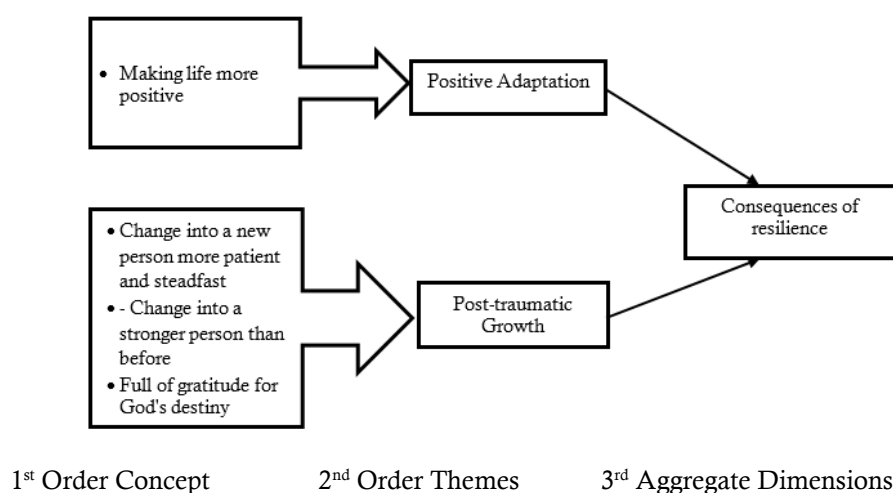 • Making life more
positive
Positive Adaptation
Consequences of
resilience
• Change into a new
person more patient
and steadfast
• - Change into a
stronger person than
before
• Full of gratitude for
God's destiny
Post-traumatic
Growth
1st Order Concept
2nd Order Themes
3rd Aggregate Dimensions